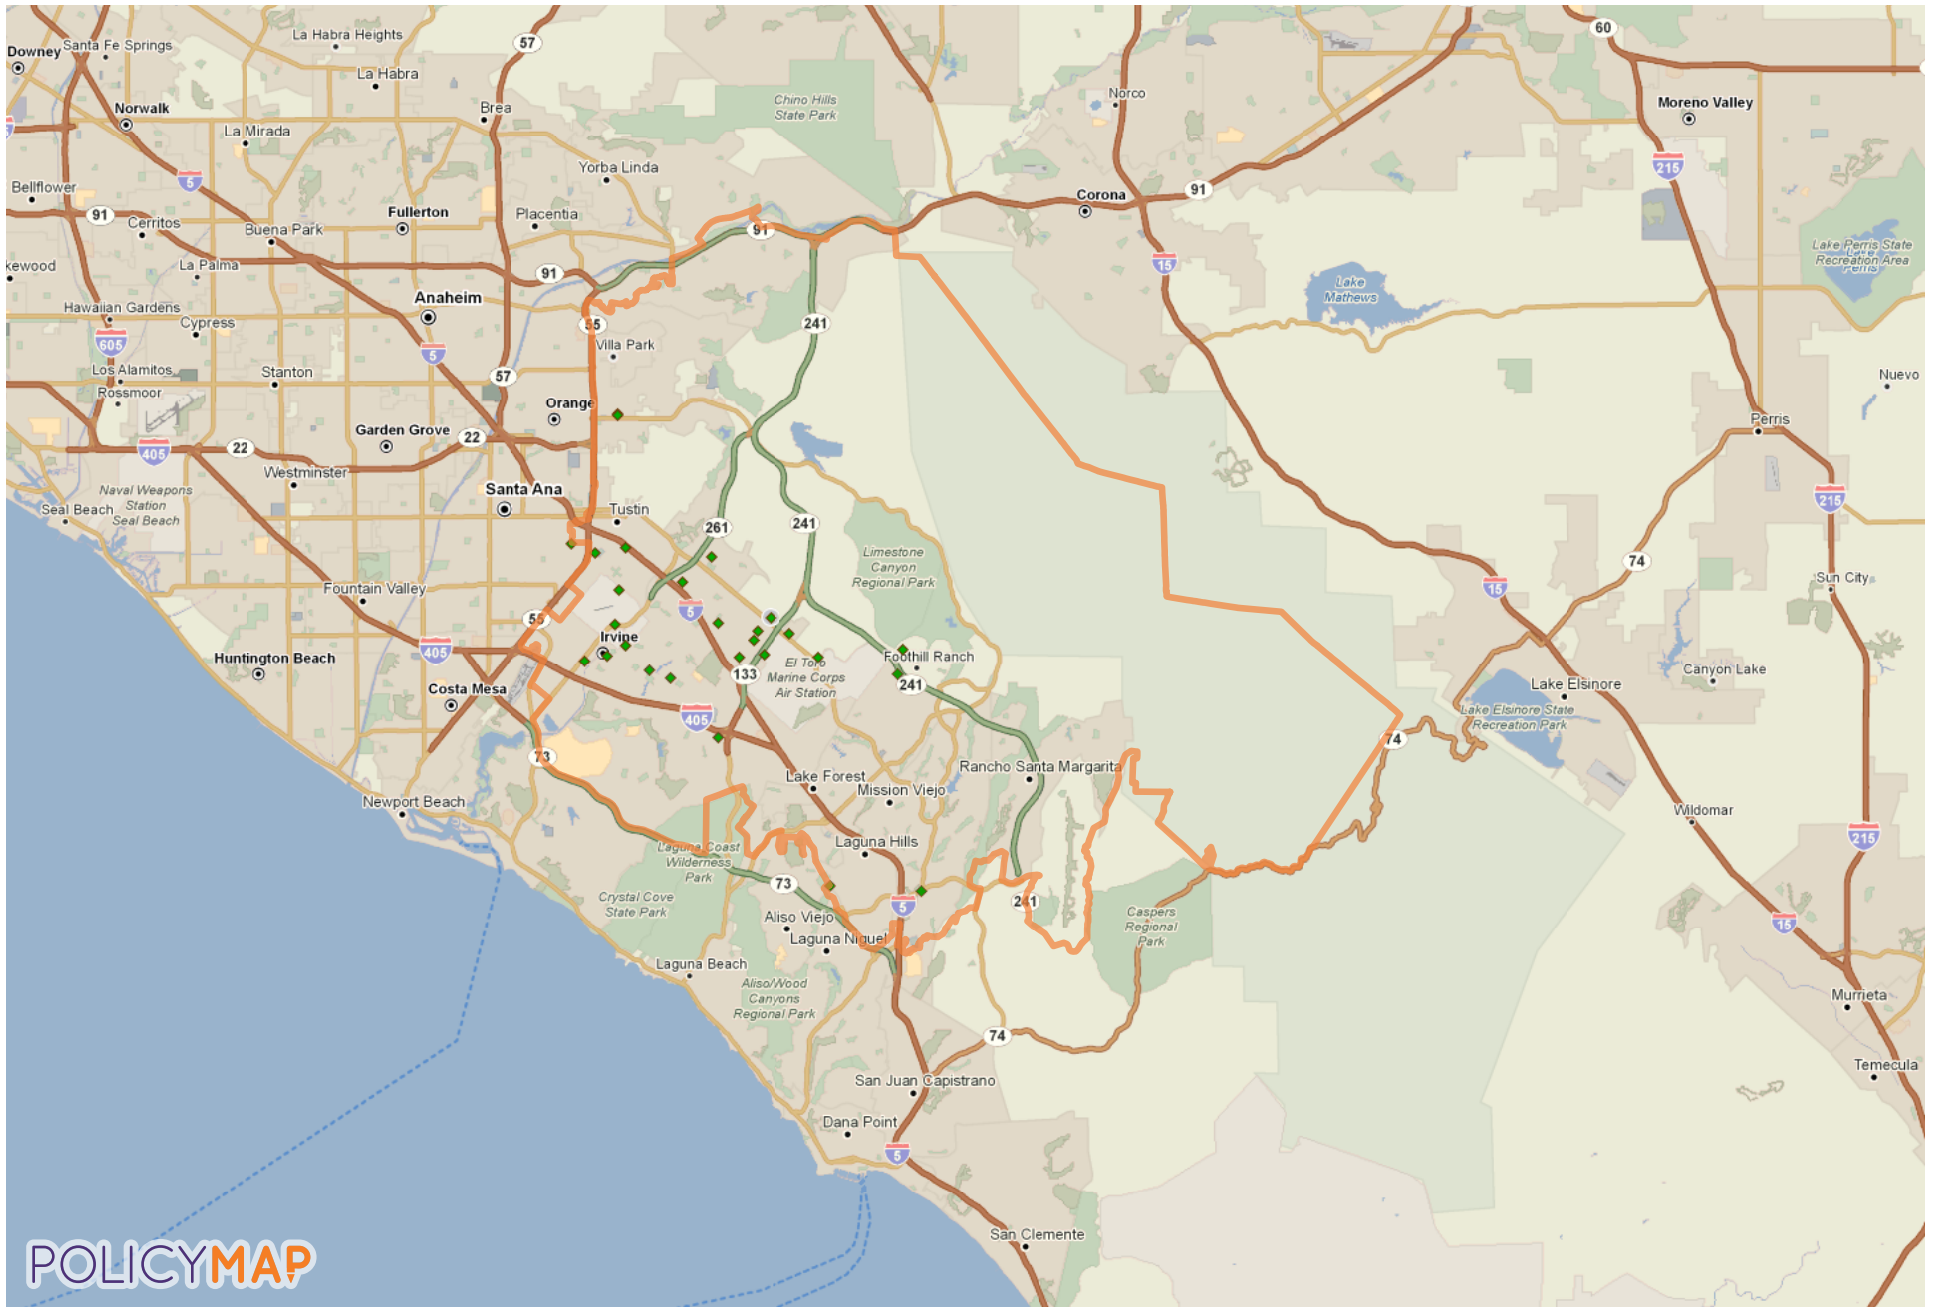 La Habra Heights
57
60
Downey
Santa Fe Springs
La Habra
Norco
Moreno Valley
Chino Hills
State Park
Norwalk
Brea
La Mirada
215
5
Yorba Linda
Bellflower
91
Corona
91
Cerritos
Fullerton
Placentia
Buena Park
91
Lake Perris State
Recreation Area
Lake
Perris
kewood
La Palma
91
15
Lake
Mathews
Anaheim
Hawaiian Gardens
Cypress
55
241
605
5
Villa Park
Los Alamitos
Stanton
57
Nuevo
Rossmoor
Orange
Perris
Garden Grove
22
405
22
Westminster
Santa Ana
Naval Weapons
Station
Seal Beach
215
Seal Beach
Tustin
261
241
Limestone
Canyon
Regional Park
74
Sun City
Fountain Valley
15
5
55
Irvine
405
Huntington Beach
Foothill Ranch
El Toro
Marine Corps
Air Station
133
Canyon Lake
241
Lake Elsinore
Costa Mesa
405
Lake Elsinore State
Recreation Park
74
73
Rancho Santa Margarita
Lake Forest
Mission Viejo
Newport Beach
Wildomar
215
Laguna Hills
Laguna Coast
Wilderness
Park
73
Crystal Cove
State Park
5
241
Caspers
Regional
Park
Aliso Viejo
15
Laguna Niguel
Laguna Beach
Aliso/Wood
Canyons
Regional Park
Murrieta
74
Temecula
San Juan Capistrano
Dana Point
5
San Clemente
POLICYMAP